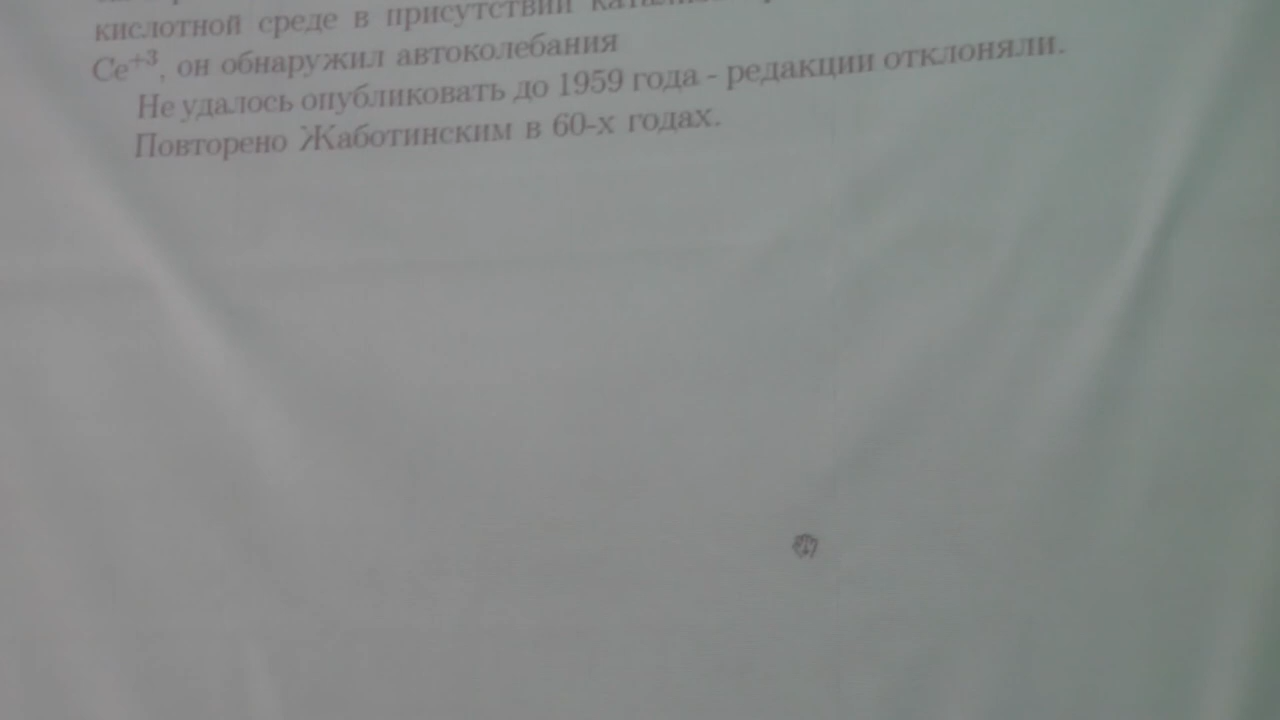 кислотной среде в присутствии
Ce⁺³, он обнаружил автоколебания
Не удалось опубликовать до 1959 года - редакции отклоняли.
Повторено Жаботинским в 60-х годах.